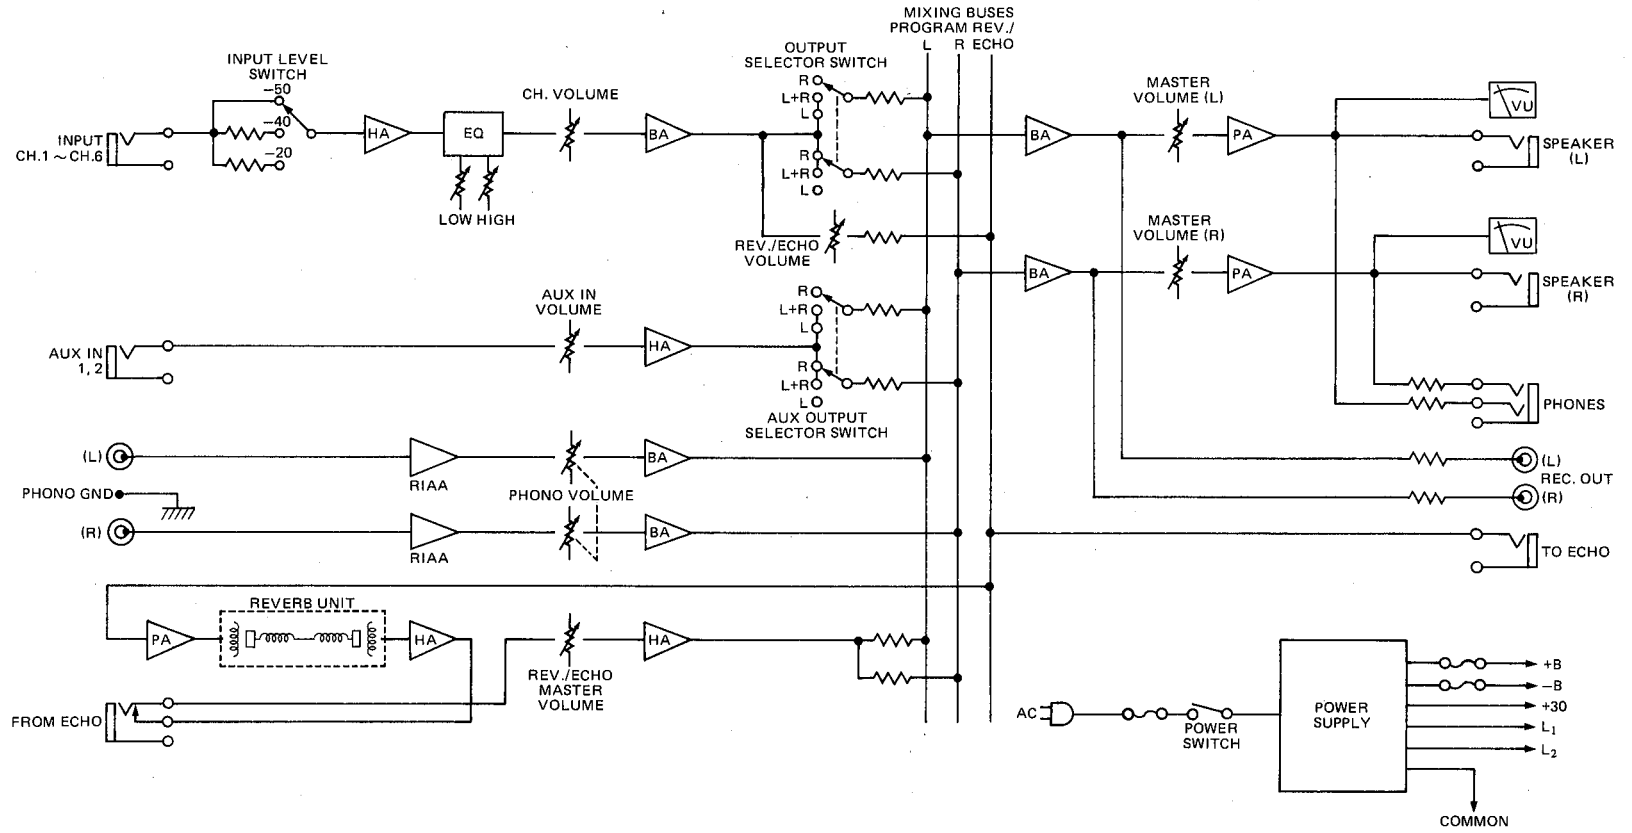 MIXING BUSES
PROGRAM REV./
L R ECHO
INPUT LEVEL
SWITCH
-50
-40
-20
INPUT
CH.1 ~ CH.6
HA
EQ
LOW HIGH
CH. VOLUME
BA
OUTPUT
SELECTOR SWITCH
R
L+R
L
R
L+R
L
REV./ECHO
VOLUME
BA
MASTER
VOLUME (L)
PA
VU
SPEAKER
(L)
BA
MASTER
VOLUME (R)
PA
VU
SPEAKER
(R)
AUX IN
1, 2
AUX IN
VOLUME
HA
R
L+R
L
R
L+R
L
AUX OUTPUT
SELECTOR SWITCH
PHONES
(L)
RIAA
BA
PHONO GND
PHONO VOLUME
(R)
RIAA
BA
(L)
REC. OUT
(R)
TO ECHO
PA
REVERB UNIT
HA
REV./ECHO
MASTER
VOLUME
HA
FROM ECHO
AC
POWER
SWITCH
POWER
SUPPLY
+B
-B
+30
L1
L2
COMMON